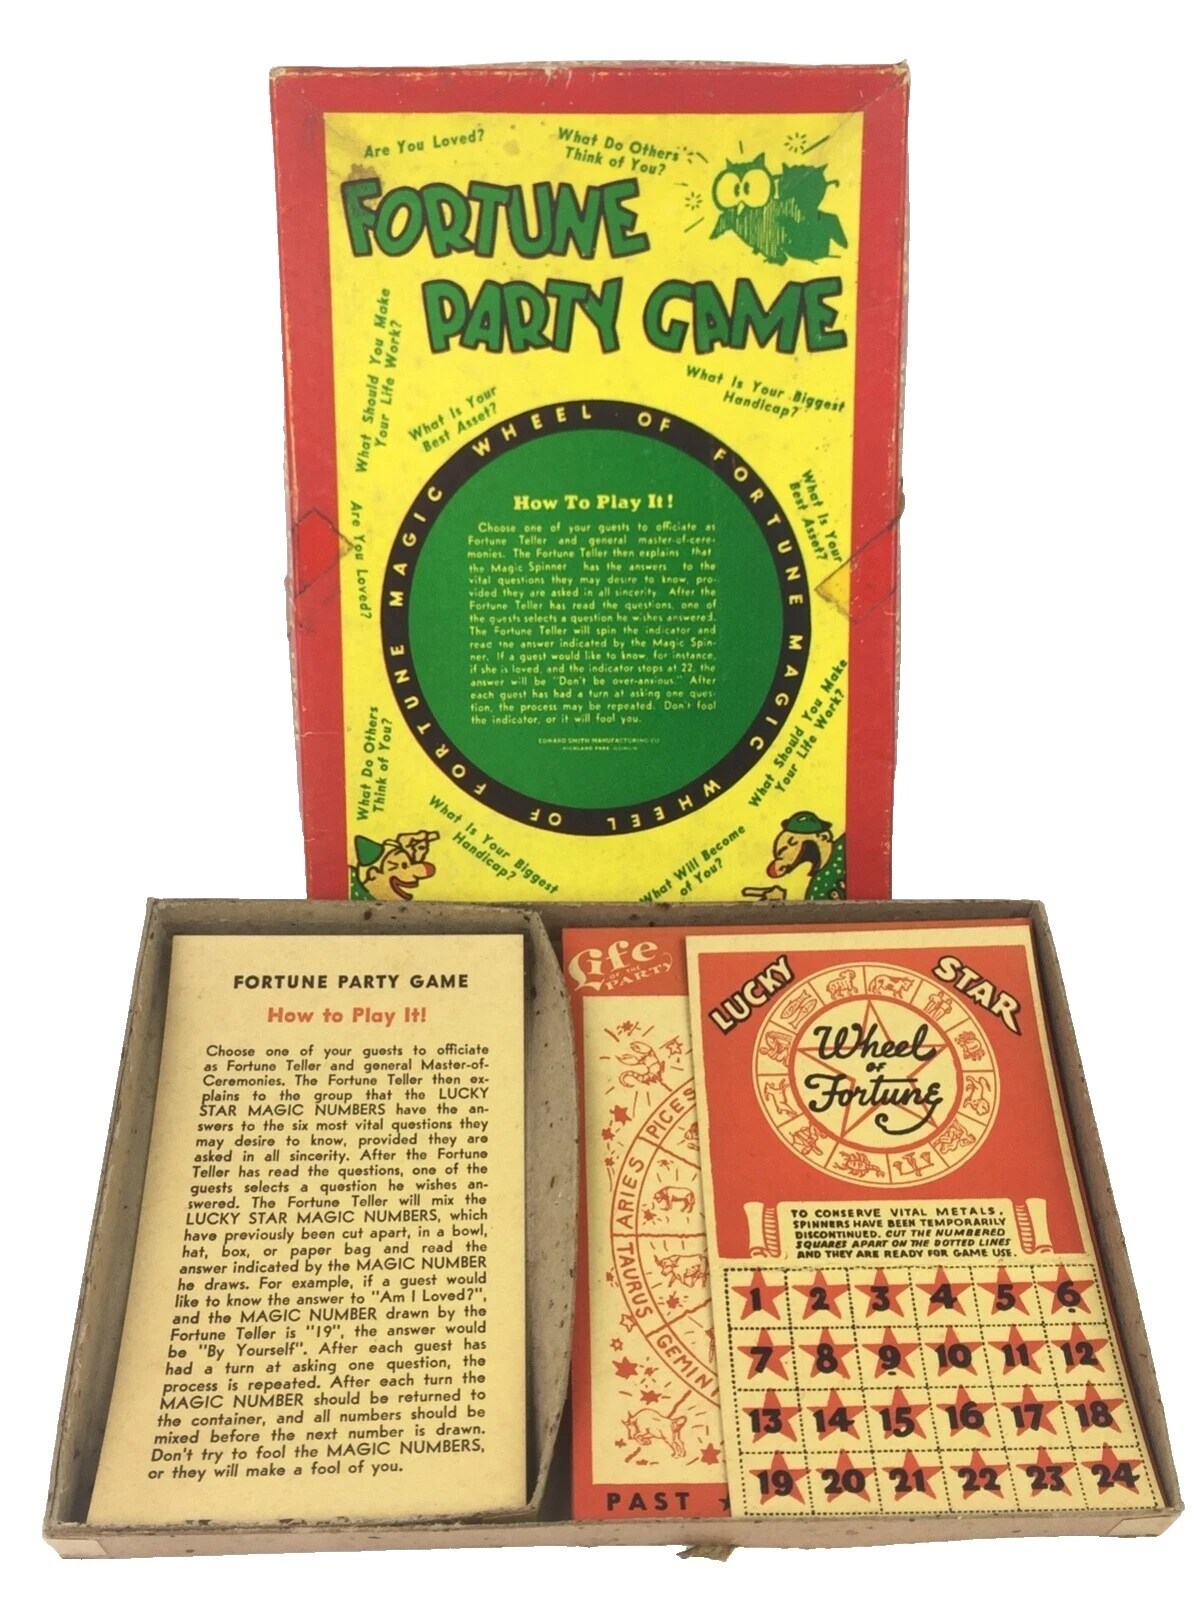 Are You Loved?
What Do Others
Think of You?
FORTUNE
PARTY GAME
What Should You Make
Your Life Work?
What Is Your
Best Asset?
What Is Your Biggest
Handicap?
WHEEL OF FORTUNE MAGIC WHEEL OF FORTUNE MAGIC
How To Play It!
Choose one of your guests to officiate as
Fortune Teller and general master-of-cere-
monies. The Fortune Teller then explains that
the Magic Spinner has the answers to the
vital questions they may desire to know, pro-
vided they are asked in all sincerity. After the
Fortune Teller has read the questions, one of
the guests selects a question he wishes answered.
The Fortune Teller will spin the indicator and
read the answer indicated by the Magic Spin-
ner. If a guest would like to know, for instance,
if she is loved, and the indicator stops at 22, the
answer will be "Don't be over-anxious." After
each guest has had a turn at asking one ques-
tion, the process may be repeated. Don't fool
the indicator, or it will fool you.
EDWARD SMITH MANUFACTURING CO
HIGHLAND PARK ILLINOIS
What Is Your
Best Asset?
Are You Loved?
What Should You Make
Your Life Work?
What Do Others
Think of You?
What Is Your Biggest
Handicap?
What Will Become
of You?
FORTUNE PARTY GAME
How to Play It!
Choose one of your guests to officiate
as Fortune Teller and general Master-of-
Ceremonies. The Fortune Teller then ex-
plains to the group that the LUCKY
STAR MAGIC NUMBERS have the an-
swers to the six most vital questions they
may desire to know, provided they are
asked in all sincerity. After the Fortune
Teller has read the questions, one of the
guests selects a question he wishes an-
swered. The Fortune Teller will mix the
LUCKY STAR MAGIC NUMBERS, which
have previously been cut apart, in a bowl,
hat, box, or paper bag and read the
answer indicated by the MAGIC NUMBER
he draws. For example, if a guest would
like to know the answer to "Am I Loved?",
and the MAGIC NUMBER drawn by the
Fortune Teller is "19", the answer would
be "By Yourself". After each guest has
had a turn at asking one question, the
process is repeated. After each turn the
MAGIC NUMBER should be returned to
the container, and all numbers should be
mixed before the next number is drawn.
Don't try to fool the MAGIC NUMBERS,
or they will make a fool of you.
Life
OF THE
PARTY
PICES
ARIES
TAURUS
GEMINI
PAST
LUCKY STAR
Wheel
OF
Fortune
TO CONSERVE VITAL METALS,
SPINNERS HAVE BEEN TEMPORARILY
DISCONTINUED. CUT THE NUMBERED
SQUARES APART ON THE DOTTED LINES
AND THEY ARE READY FOR GAME USE.
1 2 3 4 5 6
7 8 9 10 11 12
13 14 15 16 17 18
19 20 21 22 23 24